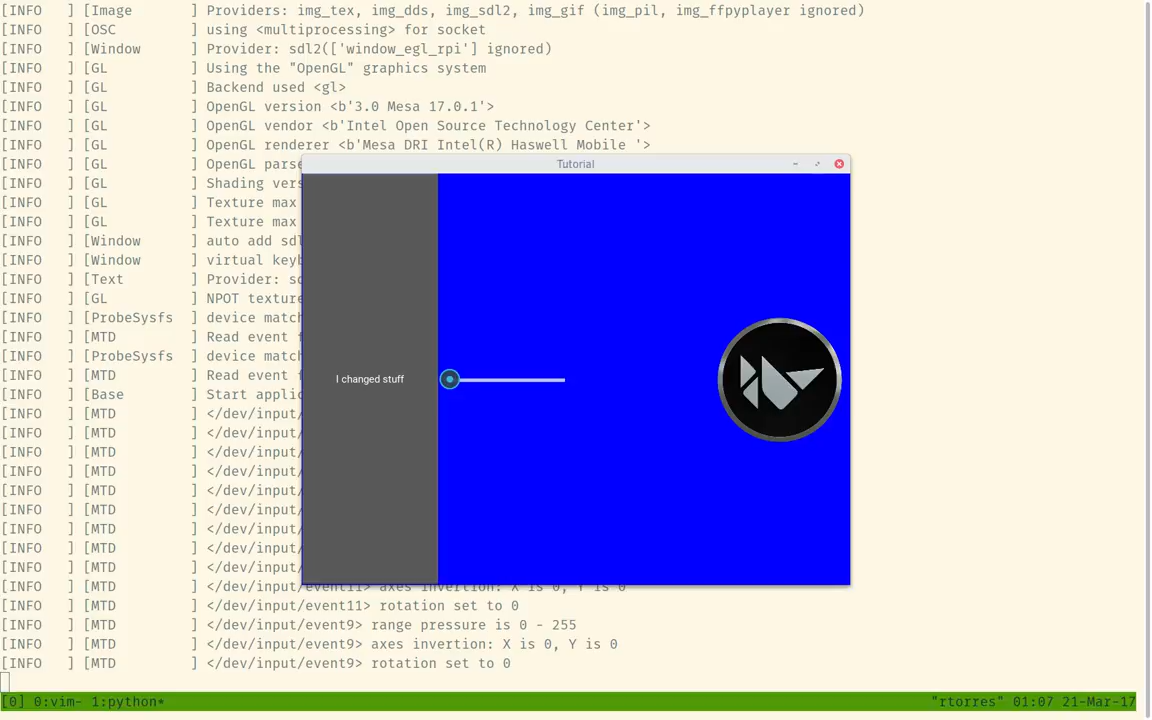 [INFO   ] [Image       ] Providers: img_tex, img_dds, img_sdl2, img_gif (img_pil, img_ffpyplayer ignored)
[INFO   ] [OSC         ] using <multiprocessing> for socket
[INFO   ] [Window      ] Provider: sdl2(['window_egl_rpi'] ignored)
[INFO   ] [GL          ] Using the "OpenGL" graphics system
[INFO   ] [GL          ] Backend used <gl>
[INFO   ] [GL          ] OpenGL version <b'3.0 Mesa 17.0.1'>
[INFO   ] [GL          ] OpenGL vendor <b'Intel Open Source Technology Center'>
[INFO   ] [GL          ] OpenGL renderer <b'Mesa DRI Intel(R) Haswell Mobile '>
[INFO   ] [GL          ] OpenGL parse
[INFO   ] [GL          ] Shading vers
[INFO   ] [GL          ] Texture max
[INFO   ] [GL          ] Texture max
[INFO   ] [Window      ] auto add sdl
[INFO   ] [Window      ] virtual keyb
[INFO   ] [Text        ] Provider: sd
[INFO   ] [GL          ] NPOT texture
[INFO   ] [ProbeSysfs  ] device match
[INFO   ] [MTD         ] Read event f
[INFO   ] [ProbeSysfs  ] device match
[INFO   ] [MTD         ] Read event f
[INFO   ] [Base        ] Start applic
[INFO   ] [MTD         ] </dev/input/
[INFO   ] [MTD         ] </dev/input/
[INFO   ] [MTD         ] </dev/input/
[INFO   ] [MTD         ] </dev/input/
[INFO   ] [MTD         ] </dev/input/
[INFO   ] [MTD         ] </dev/input/
[INFO   ] [MTD         ] </dev/input/
[INFO   ] [MTD         ] </dev/input/
[INFO   ] [MTD         ] </dev/input/
[INFO   ] [MTD         ] </dev/input/event11> axes invertion: X is 0, Y is 0
[INFO   ] [MTD         ] </dev/input/event11> rotation set to 0
[INFO   ] [MTD         ] </dev/input/event9> range pressure is 0 - 255
[INFO   ] [MTD         ] </dev/input/event9> axes invertion: X is 0, Y is 0
[INFO   ] [MTD         ] </dev/input/event9> rotation set to 0
Tutorial
I changed stuff
[0] 0:vim- 1:python* "rtorres" 01:07 21-Mar-17